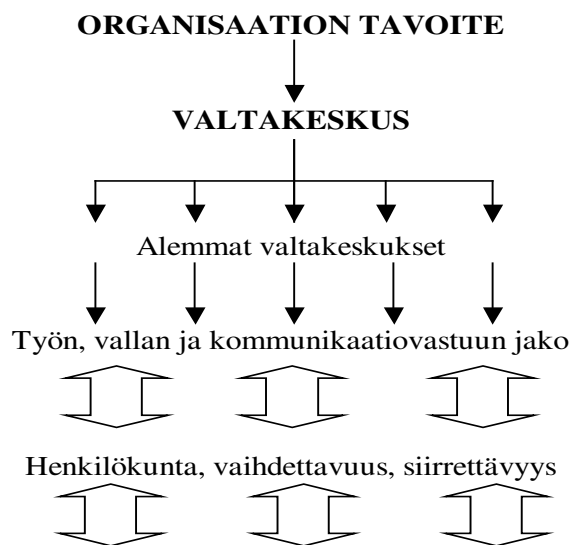 ORGANISAATION TAVOITE
VALTAKESKUS
Alemmat valtakeskukset
Työn, vallan ja kommunikaatiovastuun jako
Henkilökunta, vaihdettavuus, siirrettävyys